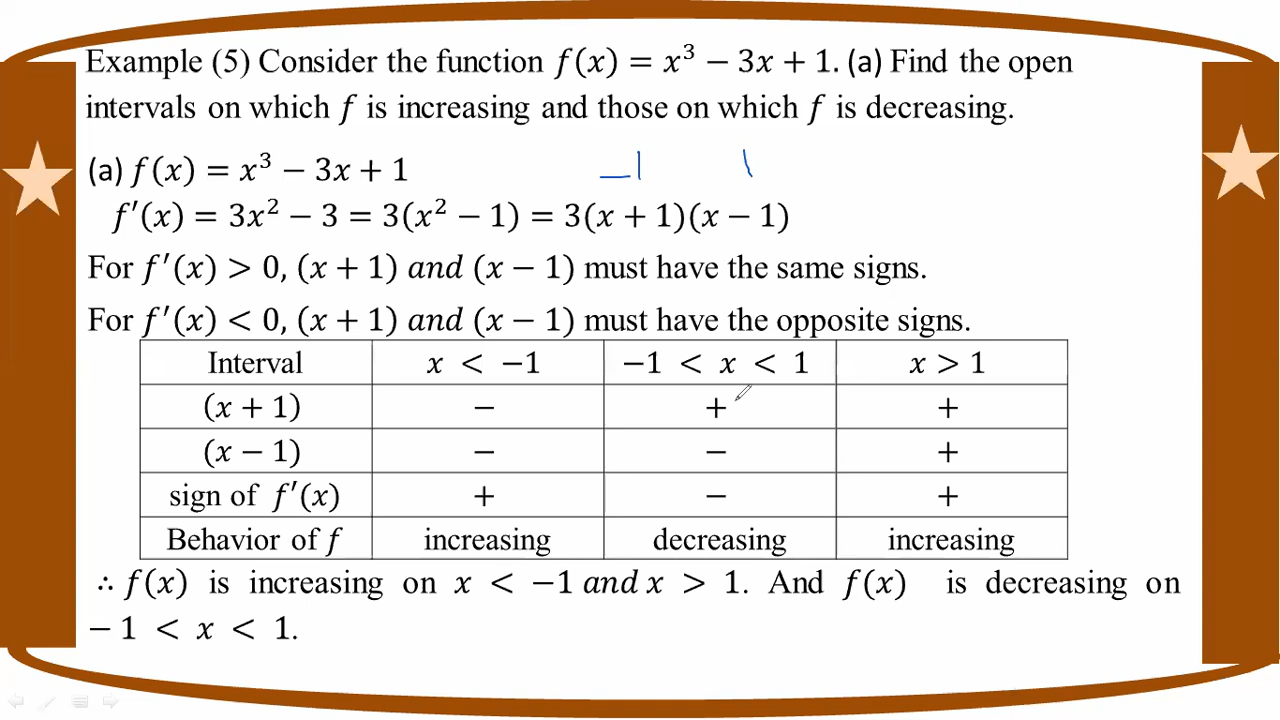 Example (5) Consider the function f(x) = x³ − 3x + 1. (a) Find the open
intervals on which f is increasing and those on which f is decreasing.
(a) f(x) = x³ − 3x + 1
−1 1
f′(x) = 3x² − 3 = 3(x² − 1) = 3(x + 1)(x − 1)
For f′(x) > 0, (x + 1) and (x − 1) must have the same signs.
For f′(x) < 0, (x + 1) and (x − 1) must have the opposite signs.
Interval x < −1 −1 < x < 1 x > 1
(x + 1) − + +
(x − 1) − − +
sign of f′(x) + − +
Behavior of f increasing decreasing increasing
∴ f(x) is increasing on x < −1 and x > 1. And f(x) is decreasing on
− 1 < x < 1.